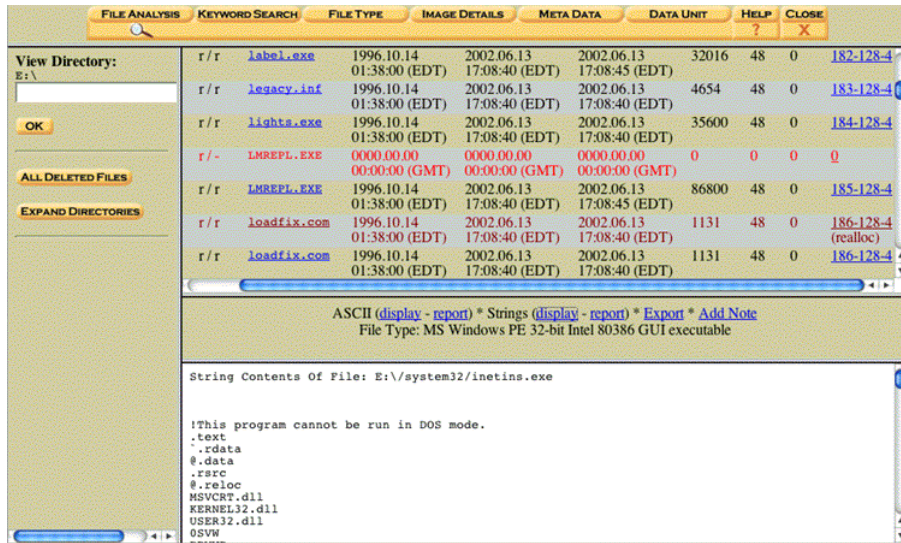 FILE ANALYSIS KEYWORD SEARCH FILE TYPE IMAGE DETAILS META DATA DATA UNIT HELP CLOSE
? X
View Directory:
E:\
OK
ALL DELETED FILES
EXPAND DIRECTORIES
r/r label.exe 1996.10.14 2002.06.13 2002.06.13 32016 48 0 182-128-4
01:38:00 (EDT) 17:08:40 (EDT) 17:08:45 (EDT)
r/r legacy.inf 1996.10.14 2002.06.13 2002.06.13 4654 48 0 183-128-4
01:38:00 (EDT) 17:08:40 (EDT) 17:08:40 (EDT)
r/r lights.exe 1996.10.14 2002.06.13 2002.06.13 35600 48 0 184-128-4
01:38:00 (EDT) 17:08:40 (EDT) 17:08:40 (EDT)
r/- LMREPL.EXE 0000.00.00 0000.00.00 0000.00.00 0 0 0 0
00:00:00 (GMT) 00:00:00 (GMT) 00:00:00 (GMT)
r/r LMREPL.EXE 1996.10.14 2002.06.13 2002.06.13 86800 48 0 185-128-4
01:38:00 (EDT) 17:08:40 (EDT) 17:08:45 (EDT)
r/r loadfix.com 1996.10.14 2002.06.13 2002.06.13 1131 48 0 186-128-4
01:38:00 (EDT) 17:08:40 (EDT) 17:08:40 (EDT) (realloc)
r/r loadfix.com 1996.10.14 2002.06.13 2002.06.13 1131 48 0 186-128-4
01:38:00 (EDT) 17:08:40 (EDT) 17:08:40 (EDT)
ASCII (display - report) * Strings (display - report) * Export * Add Note
File Type: MS Windows PE 32-bit Intel 80386 GUI executable
String Contents Of File: E:\/system32/inetins.exe
!This program cannot be run in DOS mode.
.text
`.rdata
@.data
.rsrc
@.reloc
MSVCRT.dll
KERNEL32.dll
USER32.dll
0SVW